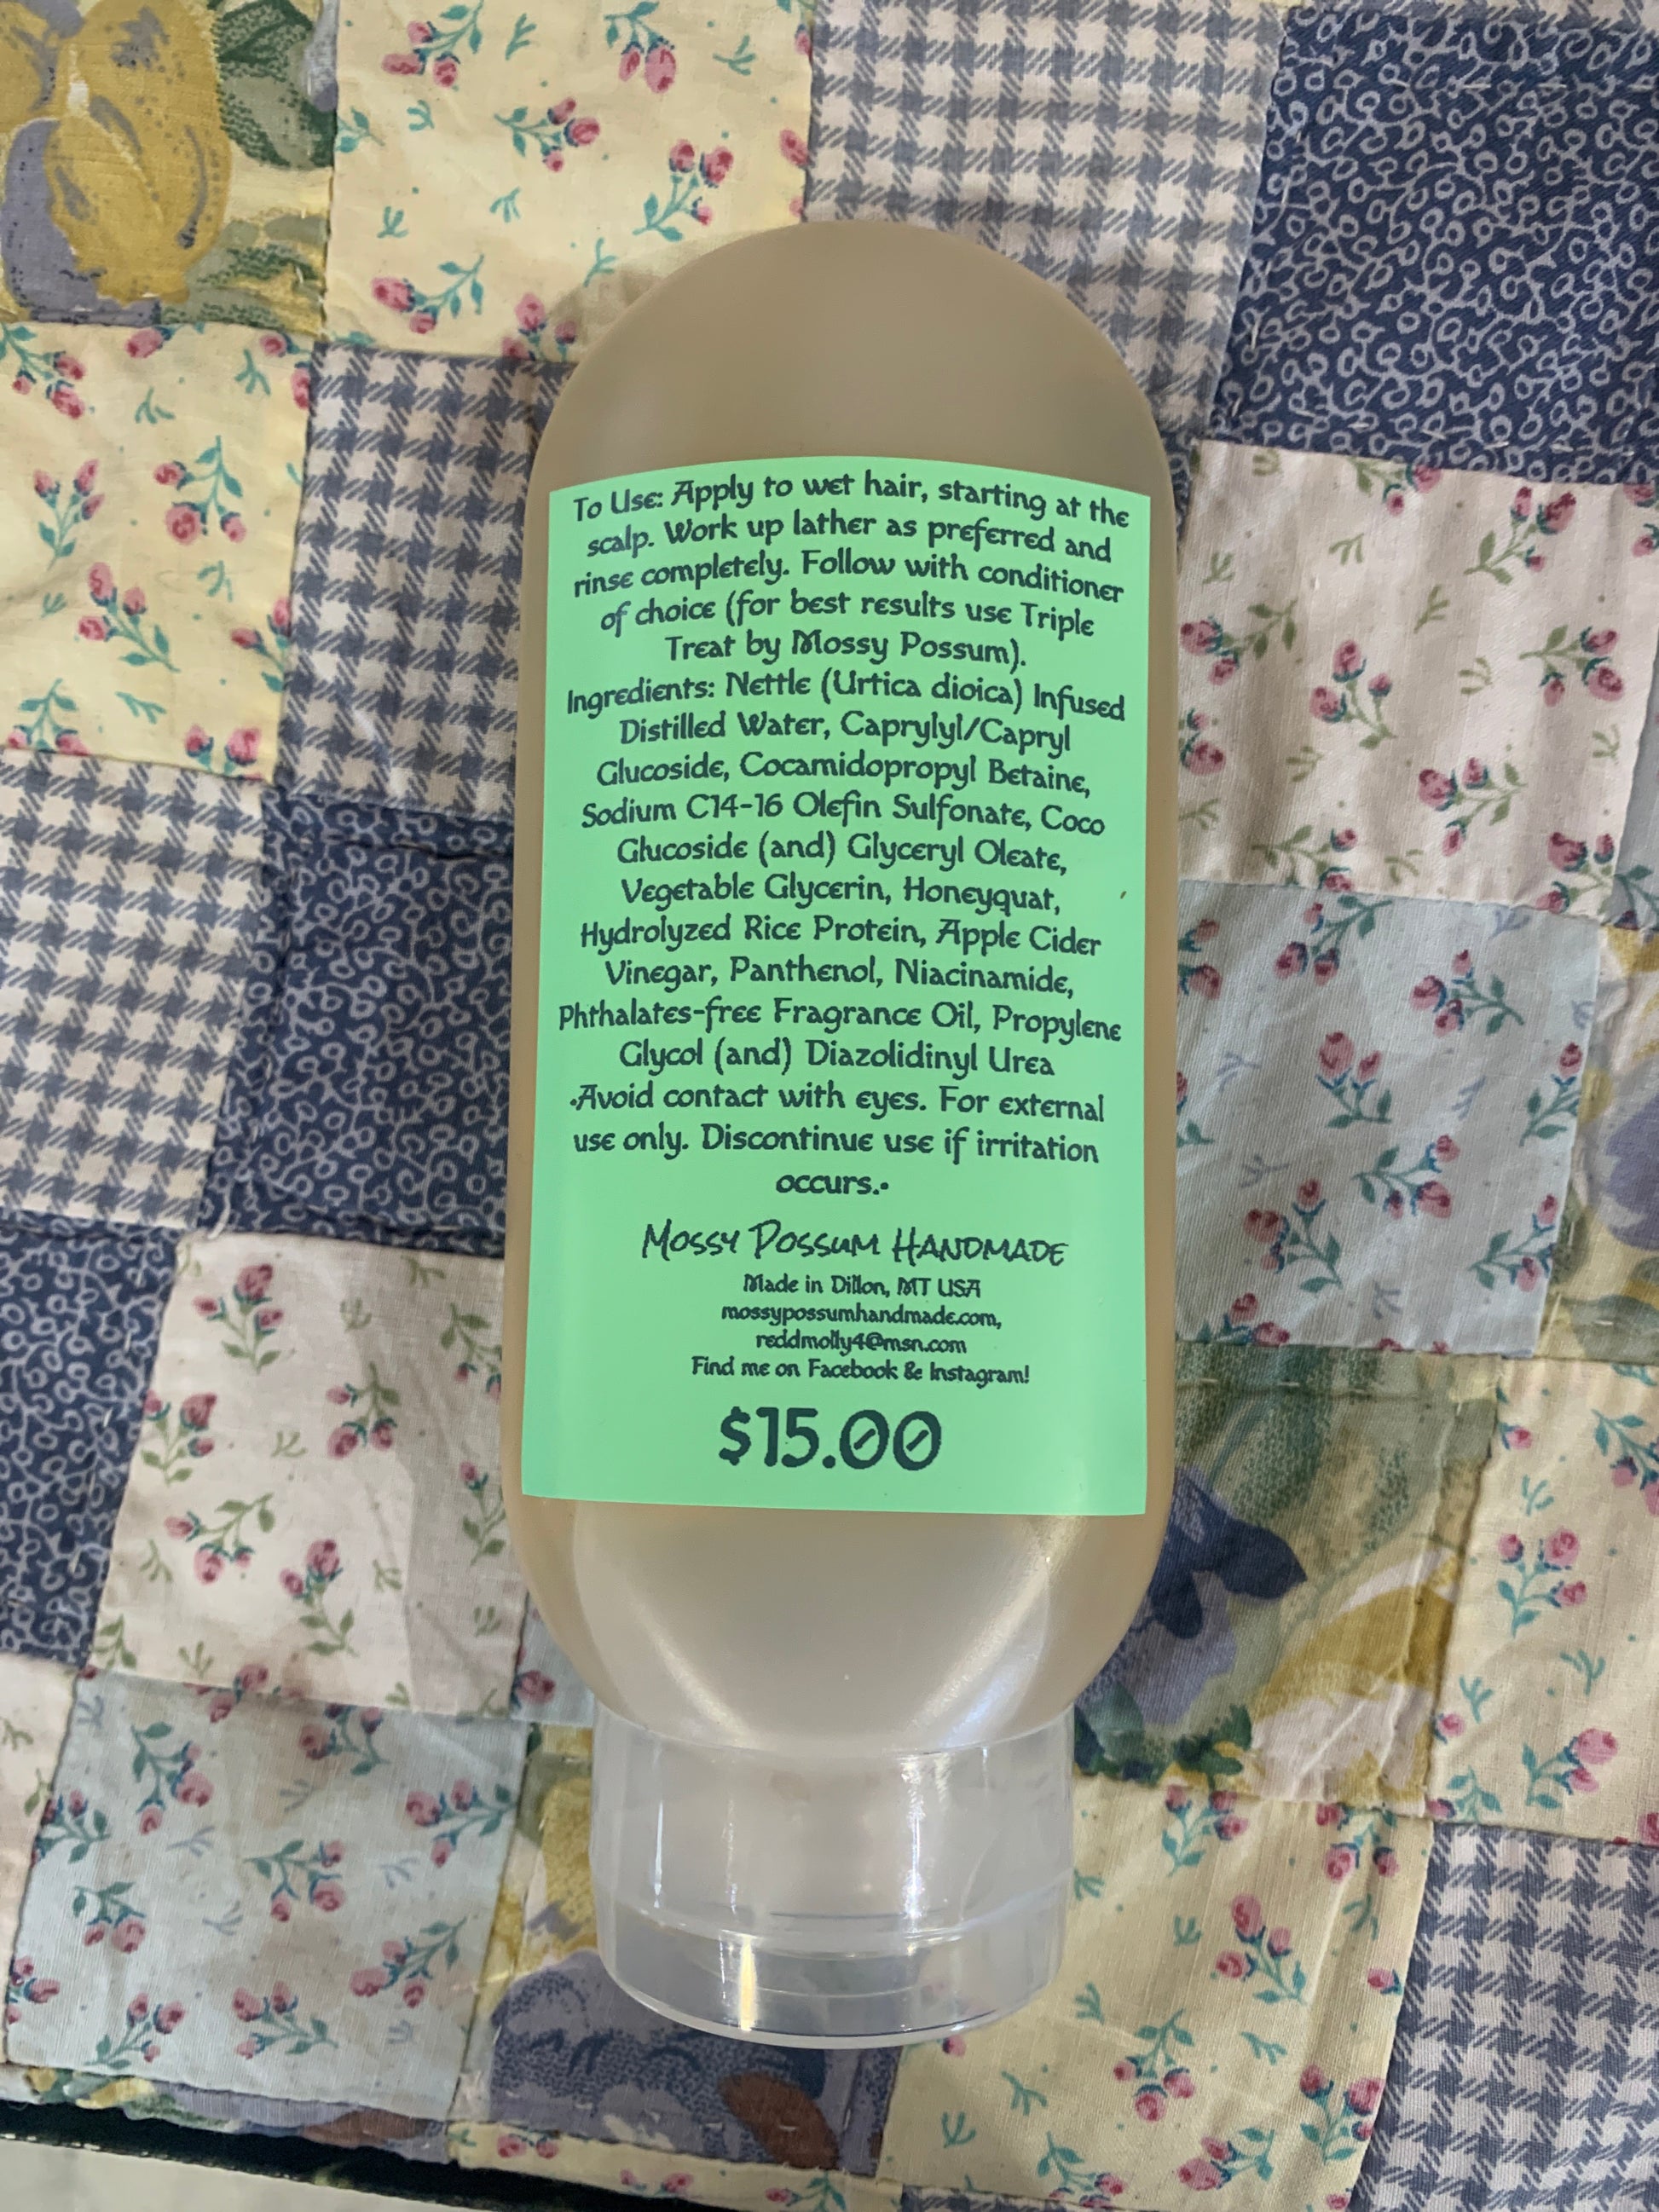 To Use: Apply to wet hair, starting at the
scalp. Work up lather as preferred and
rinse completely. Follow with conditioner
of choice (for best results use Triple
Treat by Mossy Possum).
Ingredients: Nettle (Urtica dioica) Infused
Distilled Water, Caprylyl/Capryl
Glucoside, Cocamidopropyl Betaine,
Sodium C14-16 Olefin Sulfonate, Coco
Glucoside (and) Glyceryl Oleate,
Vegetable Glycerin, Honeyquat,
Hydrolyzed Rice Protein, Apple Cider
Vinegar, Panthenol, Niacinamide,
Phthalates-free Fragrance Oil, Propylene
Glycol (and) Diazolidinyl Urea
•Avoid contact with eyes. For external
use only. Discontinue use if irritation
occurs.•
Mossy Possum Handmade
Made in Dillon, MT USA
mossypossumhandmade.com,
reddmolly4@msn.com
Find me on Facebook & Instagram!
$15.00